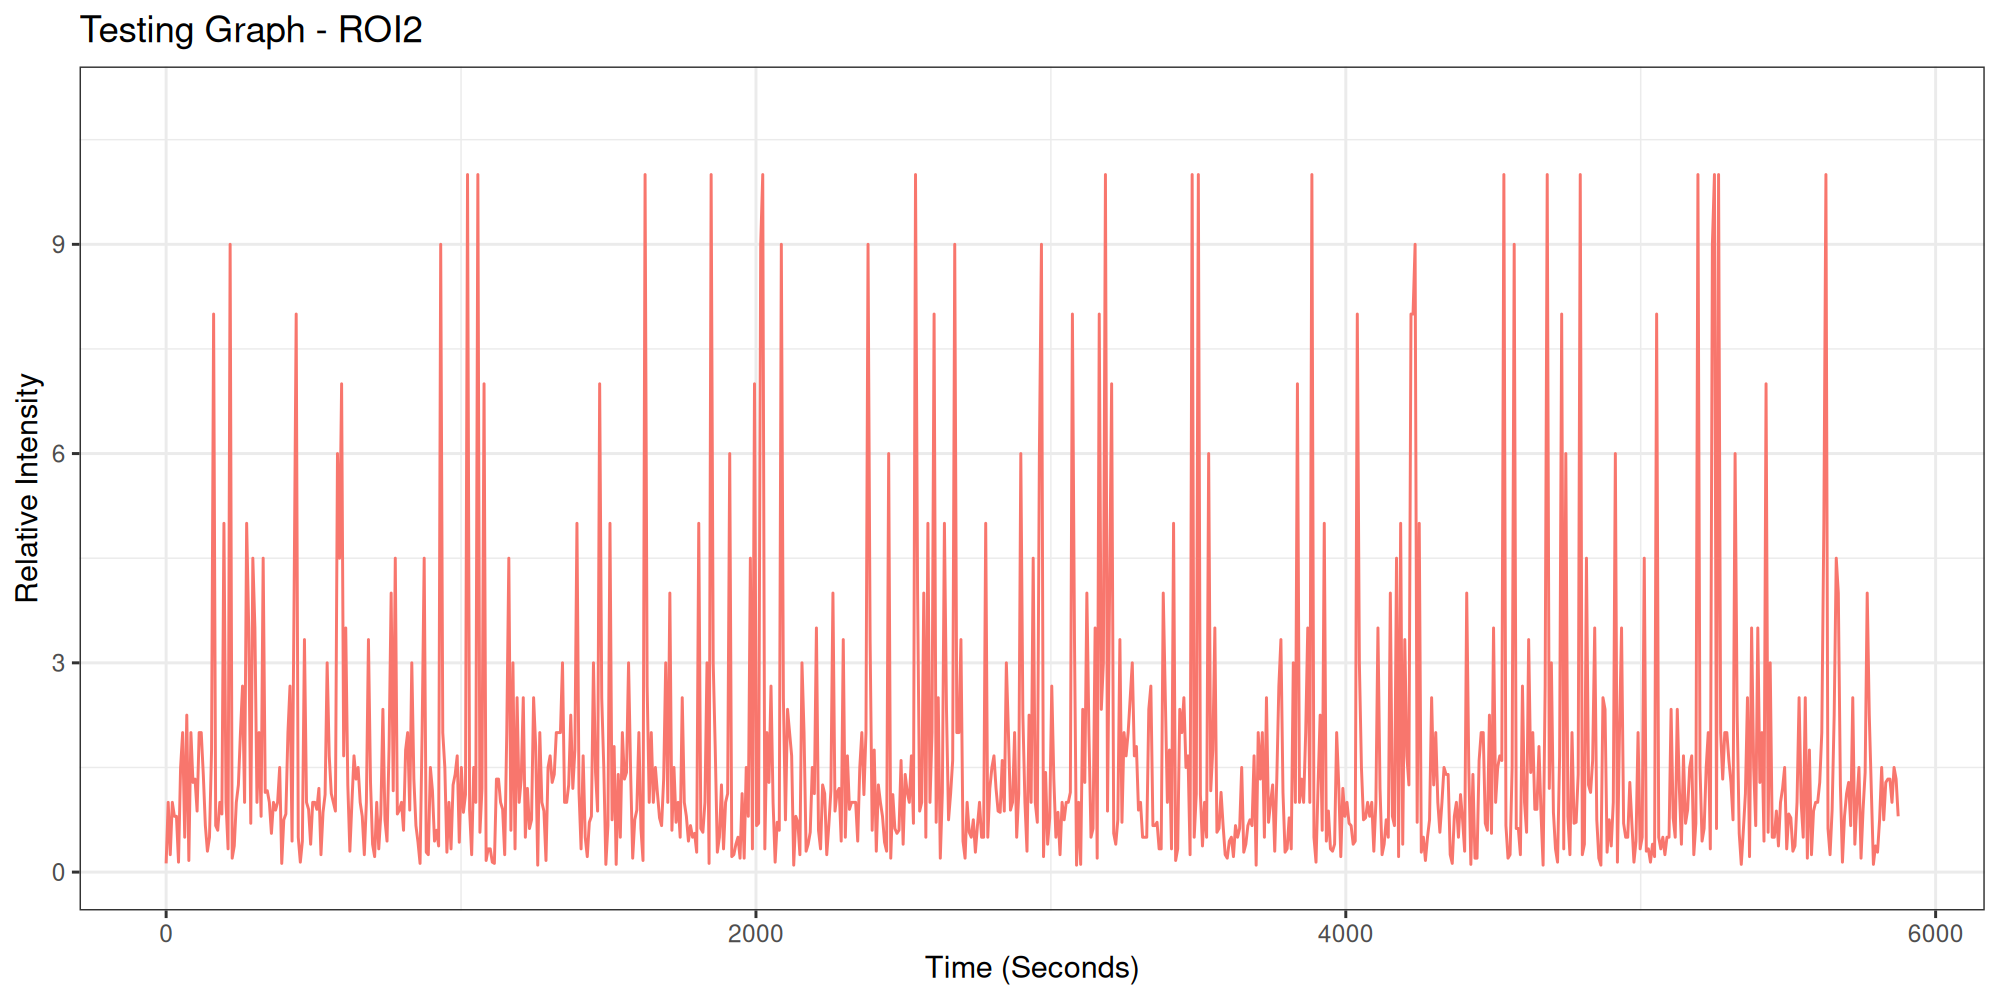 Testing Graph - ROI2
Relative Intensity
9
6
3
0
0 2000 4000 6000
Time (Seconds)